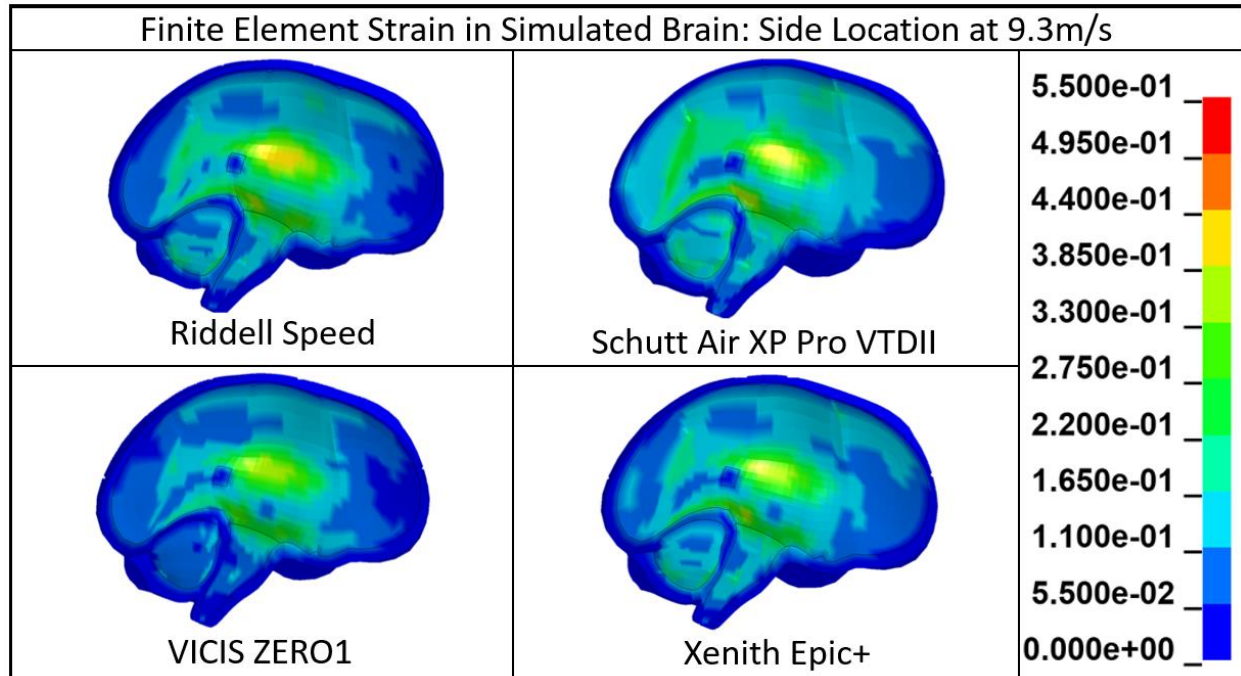 Finite Element Strain in Simulated Brain: Side Location at 9.3m/s
Riddell Speed
Schutt Air XP Pro VTDII
VICIS ZERO1
Xenith Epic+
5.500e-01
4.950e-01
4.400e-01
3.850e-01
3.300e-01
2.750e-01
2.200e-01
1.650e-01
1.100e-01
5.500e-02
0.000e+00